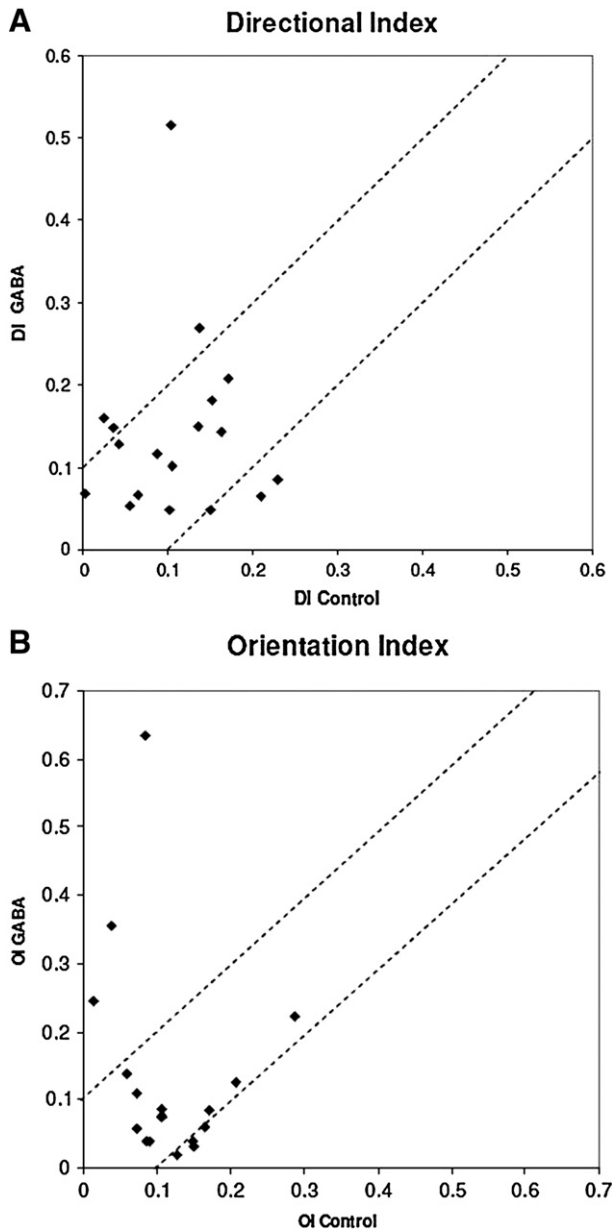 A
Directional Index
0.6
0.5
0.4
0.3
0.2
0.1
0
DI GABA
0 0.1 0.2 0.3 0.4 0.5 0.6
DI Control
B
Orientation Index
0.7
0.6
0.5
0.4
0.3
0.2
0.1
0
OI GABA
0 0.1 0.2 0.3 0.4 0.5 0.6 0.7
OI Control